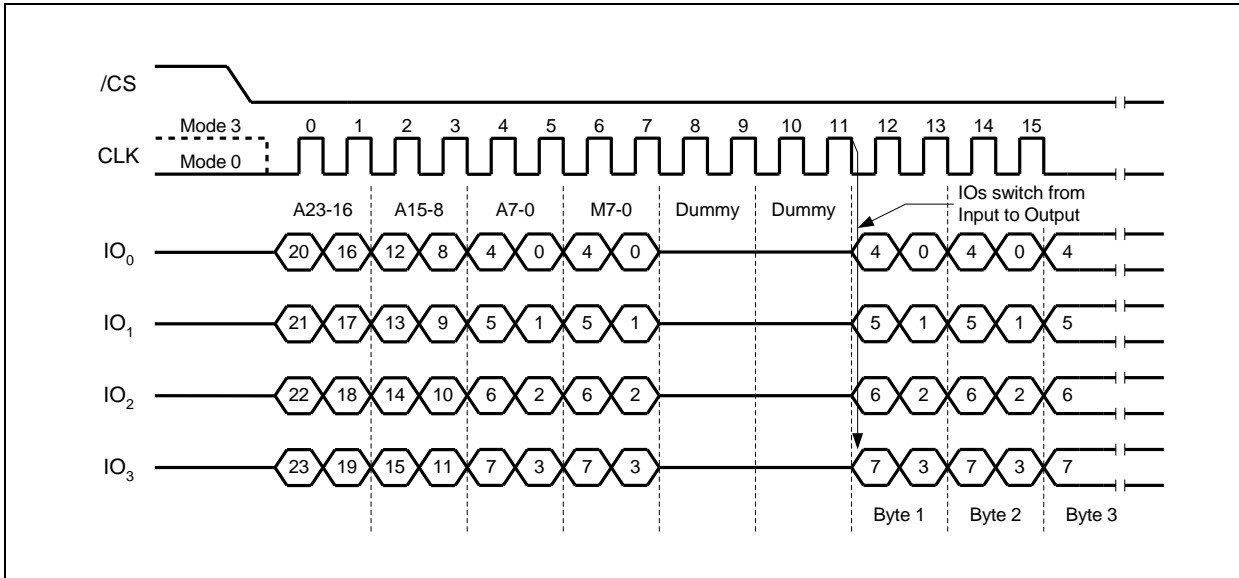 /CS
Mode 3 0 1 2 3 4 5 6 7 8 9 10 11 12 13 14 15
CLK
Mode 0
A23-16 A15-8 A7-0 M7-0 Dummy Dummy
IOs switch from
Input to Output
IO0 20 16 12 8 4 0 4 0 4 0 4 0 4
IO1 21 17 13 9 5 1 5 1 5 1 5 1 5
IO2 22 18 14 10 6 2 6 2 6 2 6 2 6
IO3 23 19 15 11 7 3 7 3 7 3 7 3 7
Byte 1 Byte 2 Byte 3